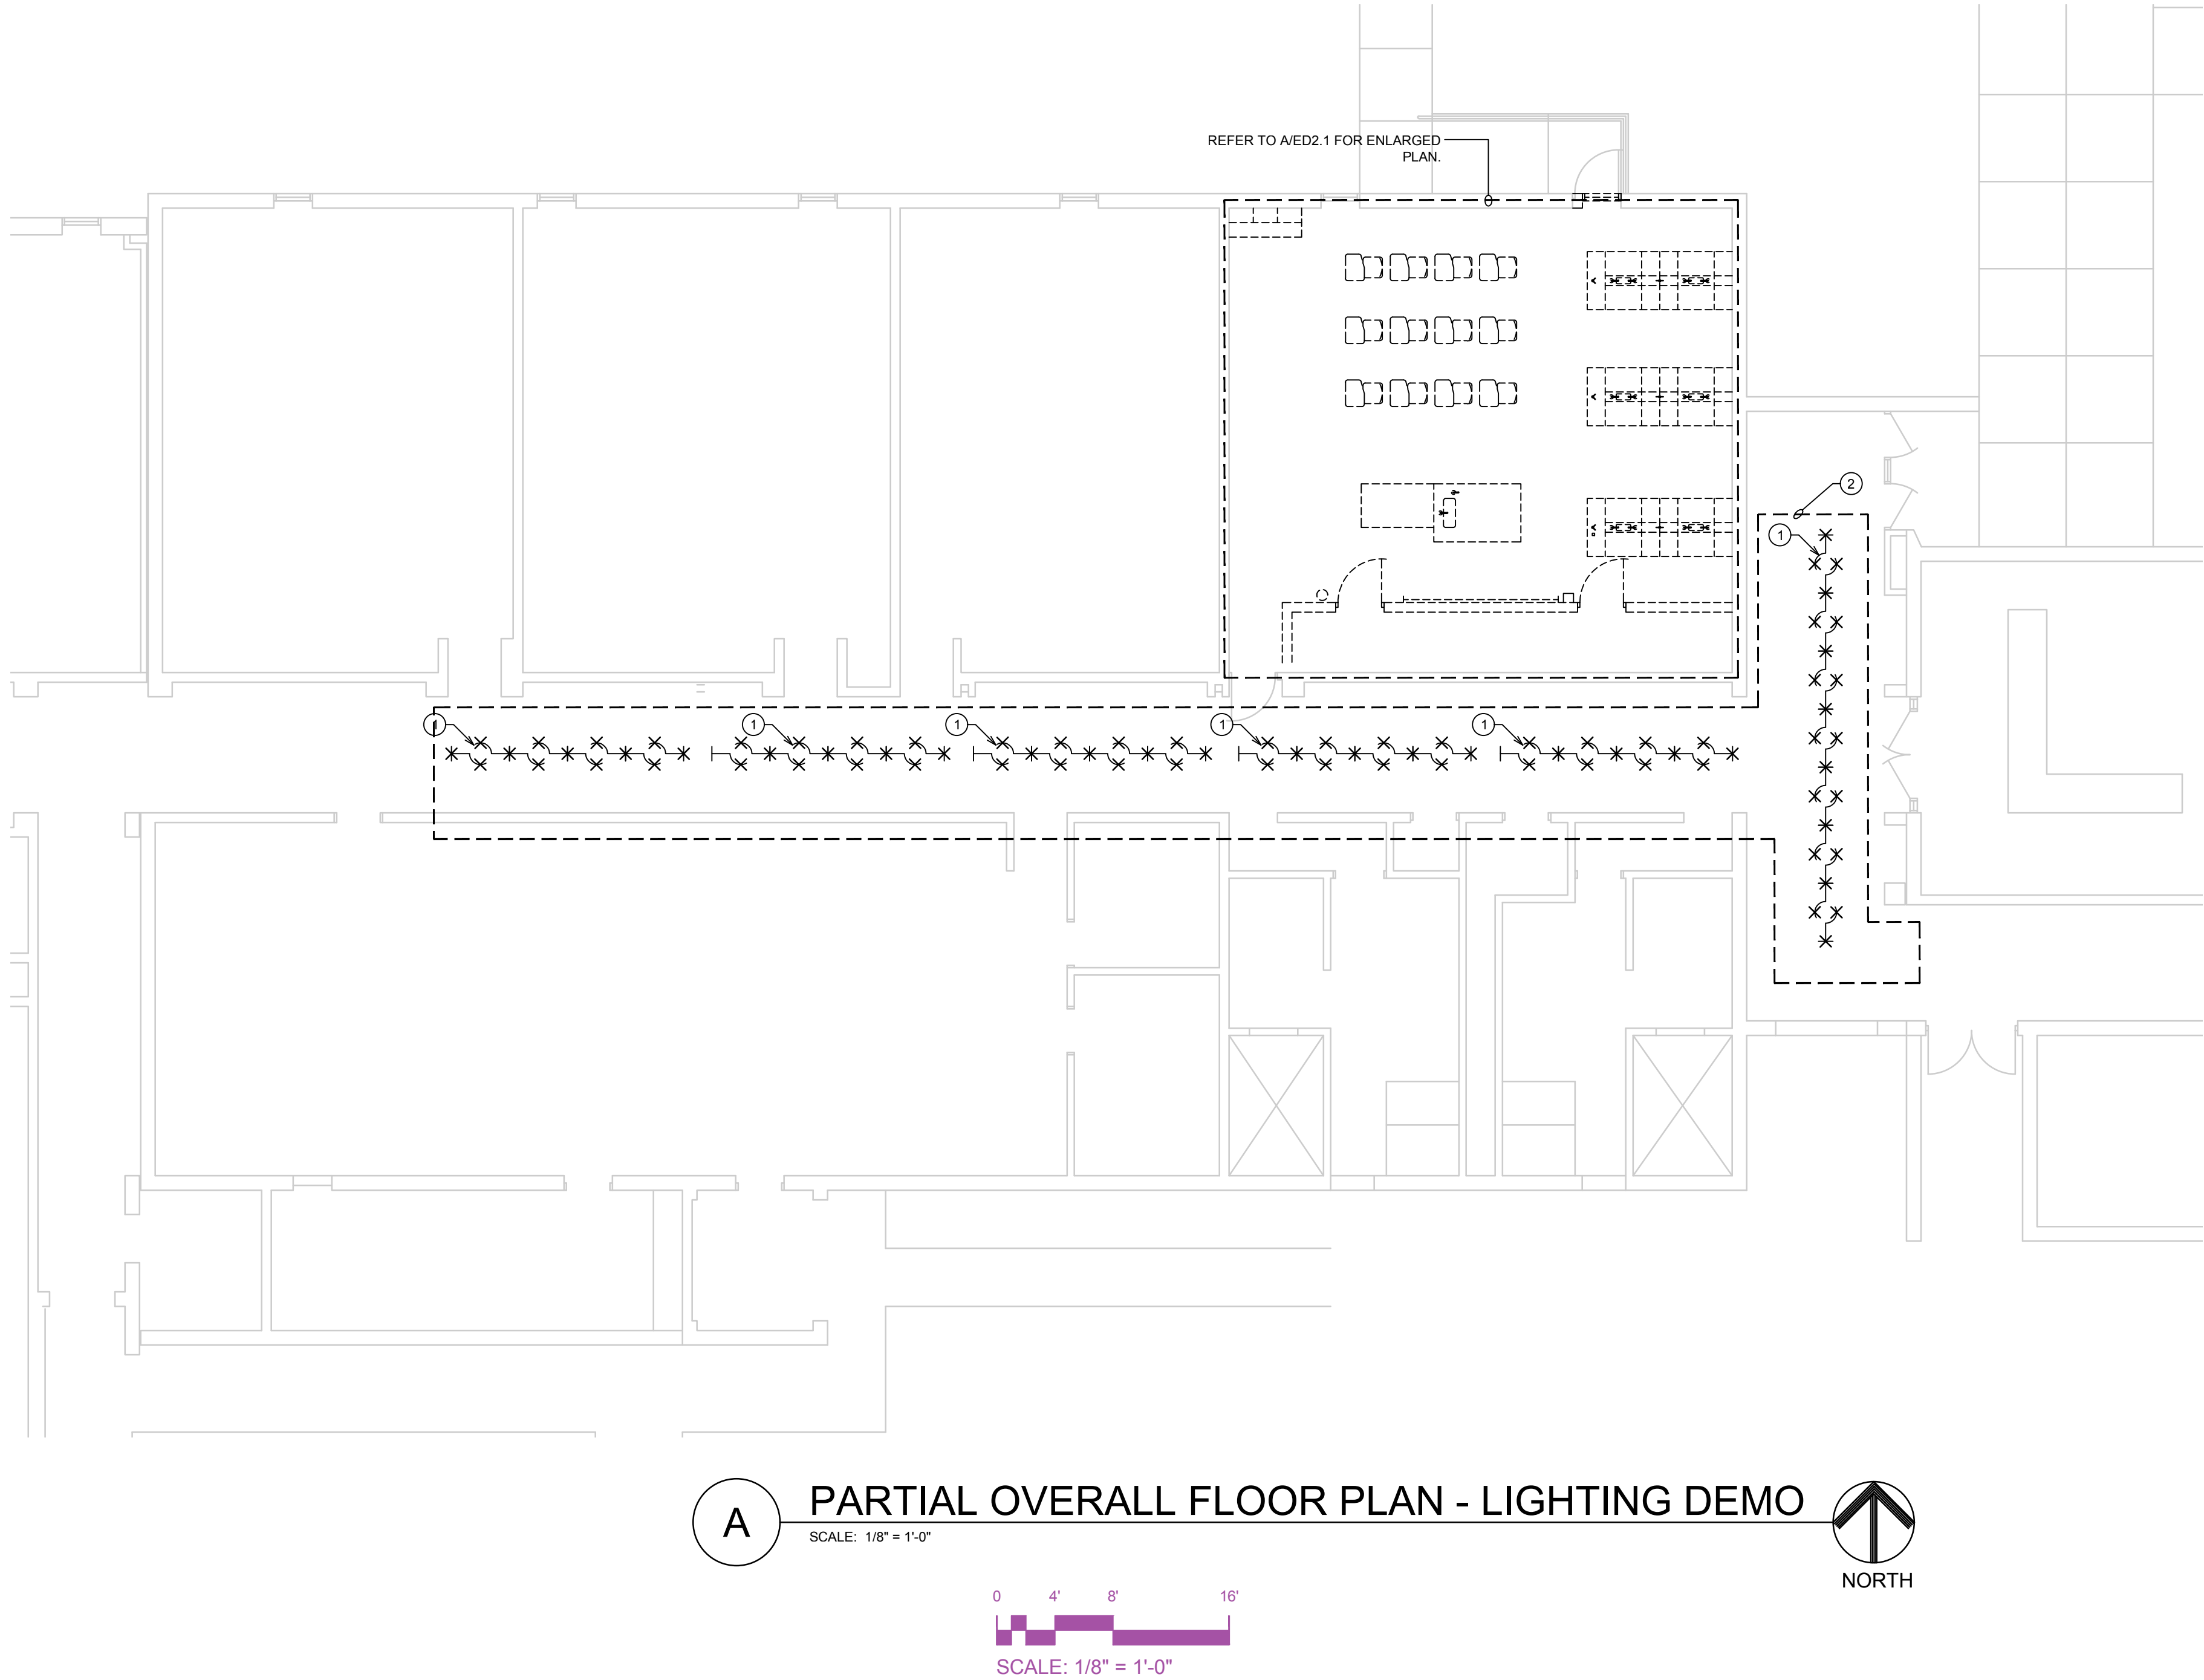 REFER TO A/ED2.1 FOR ENLARGED
PLAN.
2
1
1
1
1
1
1
A
PARTIAL OVERALL FLOOR PLAN - LIGHTING DEMO
SCALE: 1/8" = 1'-0"
NORTH
0 4' 8' 16'
SCALE: 1/8" = 1'-0"